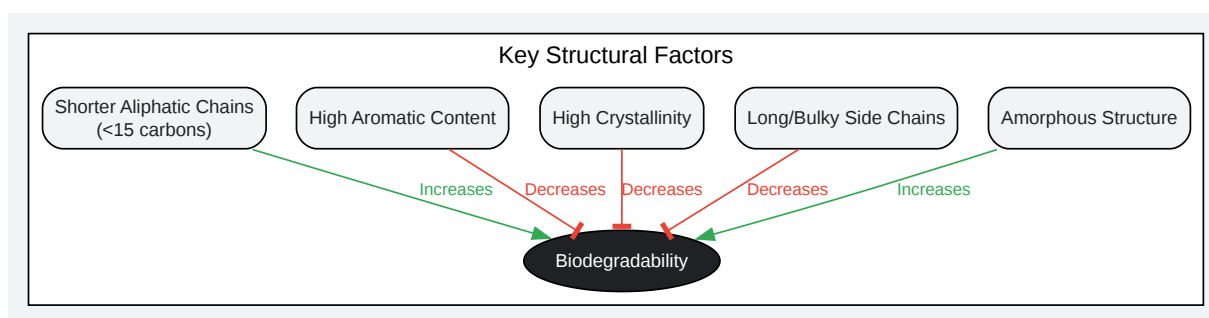 Key Structural Factors
Shorter Aliphatic Chains
(<15 carbons)
High Aromatic Content
High Crystallinity
Long/Bulky Side Chains
Amorphous Structure
Increases
Decreases
Decreases
Decreases
Increases
Biodegradability